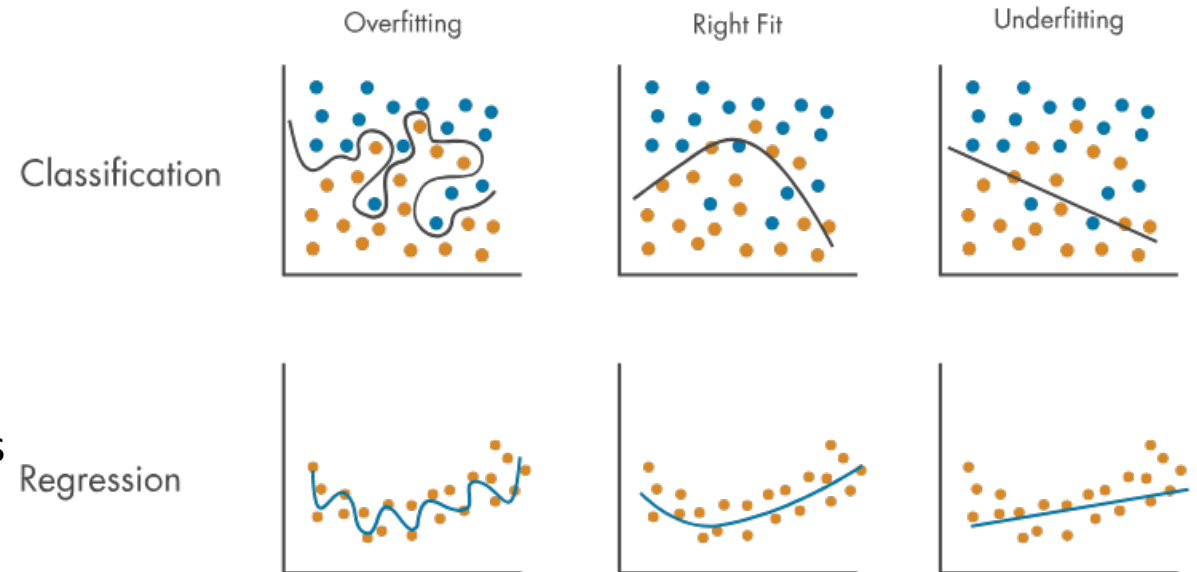 Overfitting
Right Fit
Underfitting
Classification
s
Regression